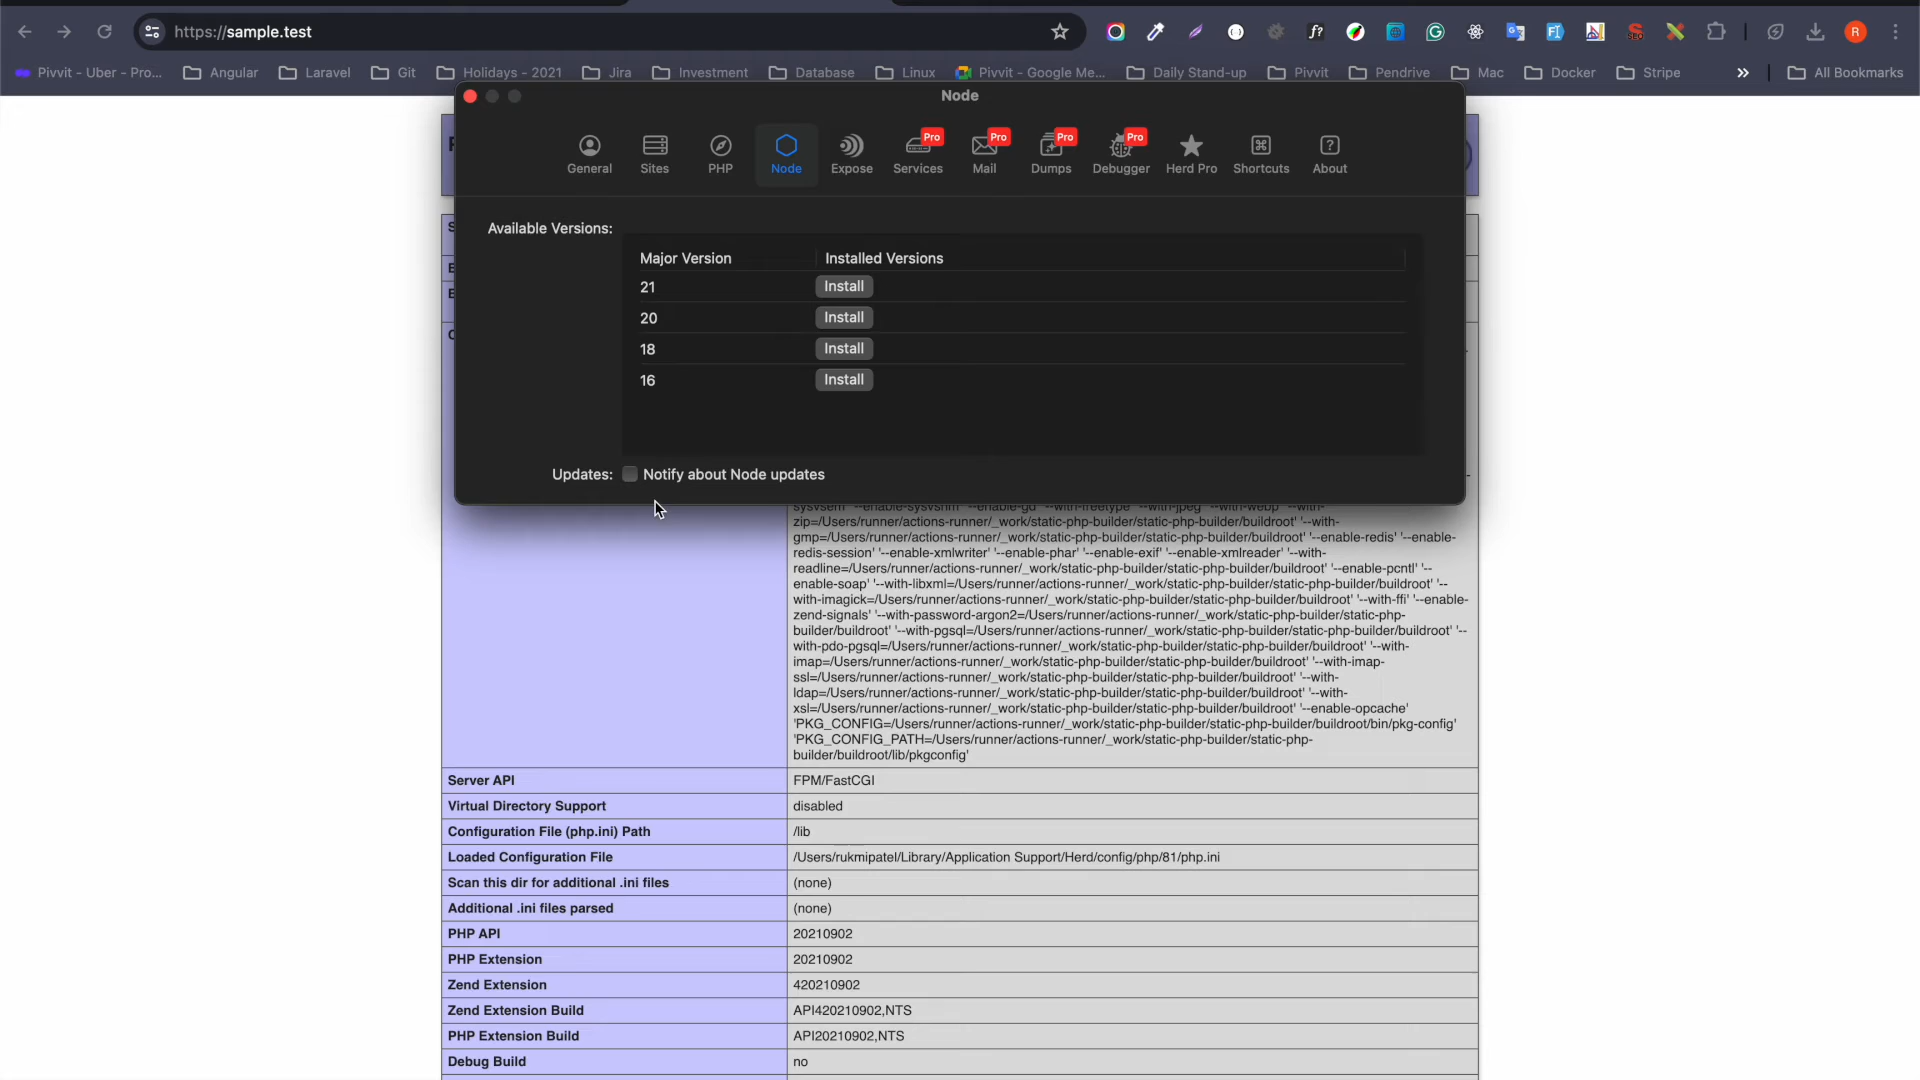 https://sample.test
f?
SEO
R
Pivvit - Uber - Pro...
Angular
Laravel
Git
Holidays - 2021
Jira
Investment
Database
Linux
Pivvit - Google Me...
Daily Stand-up
Pivvit
Pendrive
Mac
Docker
Stripe
All Bookmarks
Node
General
Sites
PHP
Node
Expose
Pro
Services
Pro
Mail
Pro
Dumps
Pro
Debugger
Herd Pro
Shortcuts
About
Available Versions:
Major Version
Installed Versions
21
Install
20
Install
18
Install
16
Install
Updates:
Notify about Node updates
sysvsem' '--enable-sysvshm' '--enable-gd' '--with-freetype' '--with-jpeg' '--with-webp' '--with-
zip=/Users/runner/actions-runner/_work/static-php-builder/static-php-builder/buildroot' '--with-
gmp=/Users/runner/actions-runner/_work/static-php-builder/static-php-builder/buildroot' '--enable-redis' '--enable-
redis-session' '--enable-xmlwriter' '--enable-phar' '--enable-exif' '--enable-xmlreader' '--with-
readline=/Users/runner/actions-runner/_work/static-php-builder/static-php-builder/buildroot' '--enable-pcntl' '--
enable-soap' '--with-libxml=/Users/runner/actions-runner/_work/static-php-builder/static-php-builder/buildroot' '--
with-imagick=/Users/runner/actions-runner/_work/static-php-builder/static-php-builder/buildroot' '--with-ffi' '--enable-
zend-signals' '--with-password-argon2=/Users/runner/actions-runner/_work/static-php-builder/static-php-
builder/buildroot' '--with-pgsql=/Users/runner/actions-runner/_work/static-php-builder/static-php-builder/buildroot' '--
with-pdo-pgsql=/Users/runner/actions-runner/_work/static-php-builder/static-php-builder/buildroot' '--with-
imap=/Users/runner/actions-runner/_work/static-php-builder/static-php-builder/buildroot' '--with-imap-
ssl=/Users/runner/actions-runner/_work/static-php-builder/static-php-builder/buildroot' '--with-
ldap=/Users/runner/actions-runner/_work/static-php-builder/static-php-builder/buildroot' '--with-
xsl=/Users/runner/actions-runner/_work/static-php-builder/static-php-builder/buildroot' '--enable-opcache'
'PKG_CONFIG=/Users/runner/actions-runner/_work/static-php-builder/static-php-builder/buildroot/bin/pkg-config'
'PKG_CONFIG_PATH=/Users/runner/actions-runner/_work/static-php-builder/static-php-
builder/buildroot/lib/pkgconfig'
Server API
FPM/FastCGI
Virtual Directory Support
disabled
Configuration File (php.ini) Path
/lib
Loaded Configuration File
/Users/rukmipatel/Library/Application Support/Herd/config/php/81/php.ini
Scan this dir for additional .ini files
(none)
Additional .ini files parsed
(none)
PHP API
20210902
PHP Extension
20210902
Zend Extension
420210902
Zend Extension Build
API420210902,NTS
PHP Extension Build
API20210902,NTS
Debug Build
no